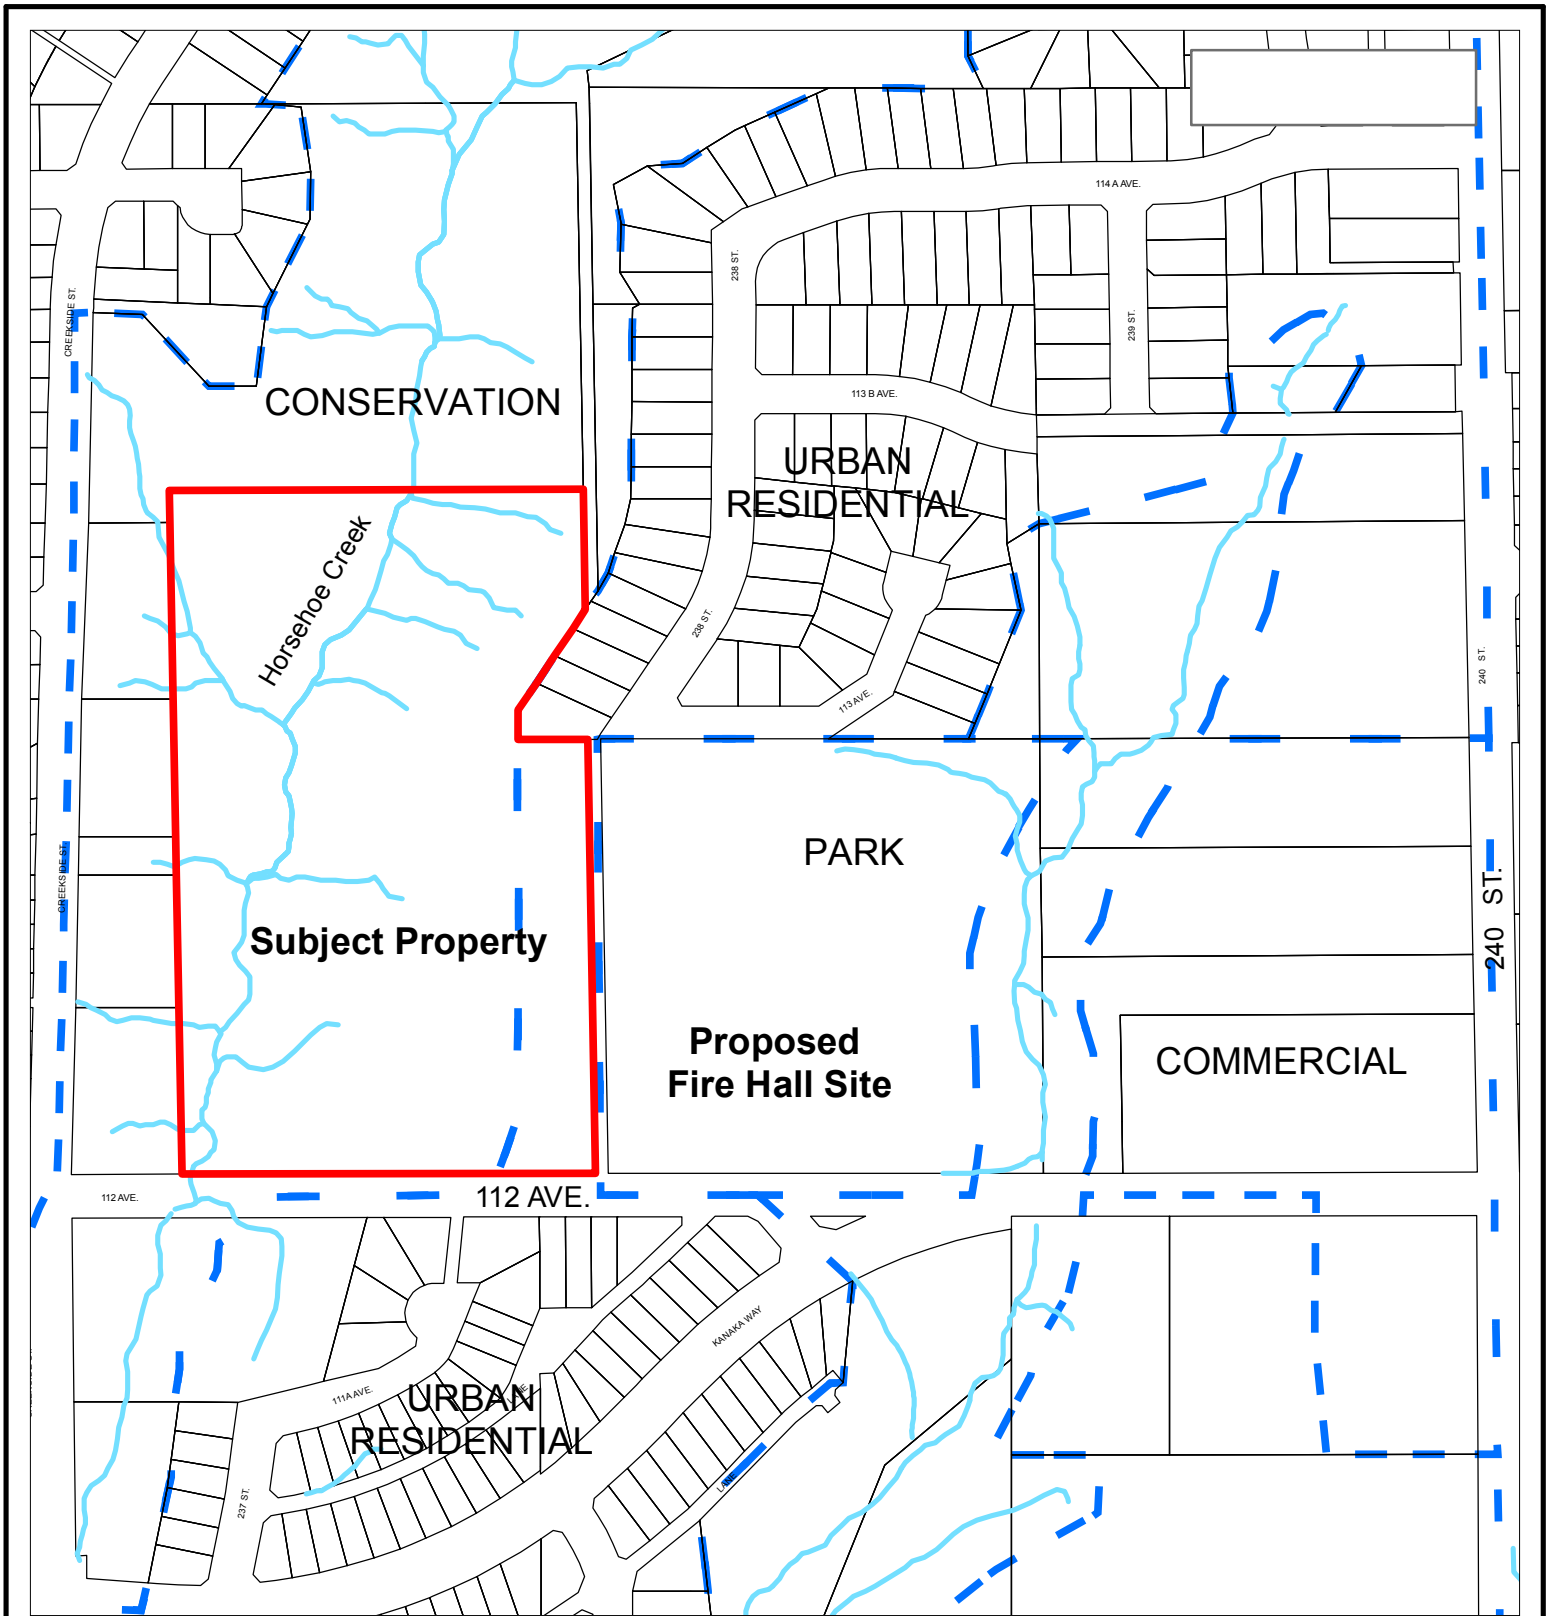 114 A AVE.
238 ST.
CREEKSIDE ST.
239 ST.
113 B AVE.
CONSERVATION
URBAN
RESIDENTIAL
Horsehoe Creek
238 ST.
240 ST.
113 AVE.
PARK
CREEKSIDE ST.
240 ST.
Subject Property
Proposed
Fire Hall Site
COMMERCIAL
112 AVE.
112 AVE.
KANAKA WAY
111A AVE.
URBAN
RESIDENTIAL
LANE
LANE
237 ST.